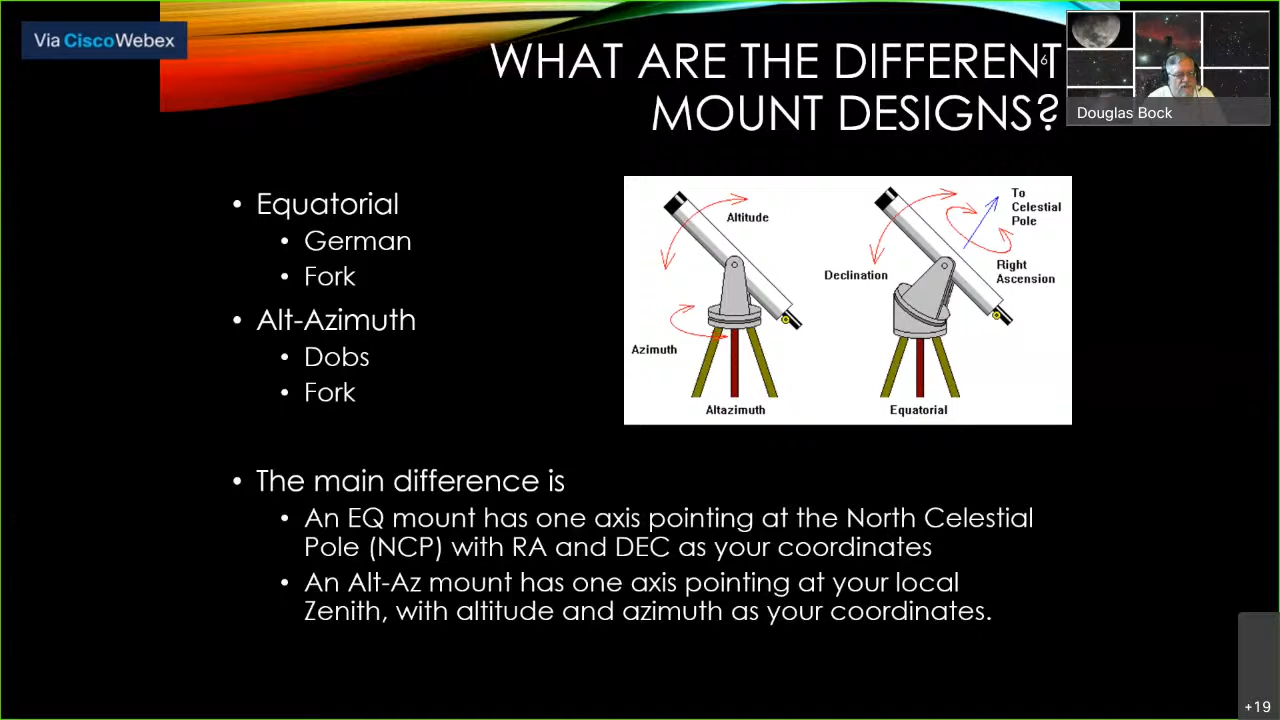 Via CiscoWebex
WHAT ARE THE DIFFERENT
6
MOUNT DESIGNS?
Douglas Bock
• Equatorial
• German
• Fork
• Alt-Azimuth
• Dobs
• Fork
Altitude
Azimuth
Altazimuth
To
Celestial
Pole
Declination
Right
Ascension
Equatorial
• The main difference is
• An EQ mount has one axis pointing at the North Celestial
Pole (NCP) with RA and DEC as your coordinates
• An Alt-Az mount has one axis pointing at your local
Zenith, with altitude and azimuth as your coordinates.
+19